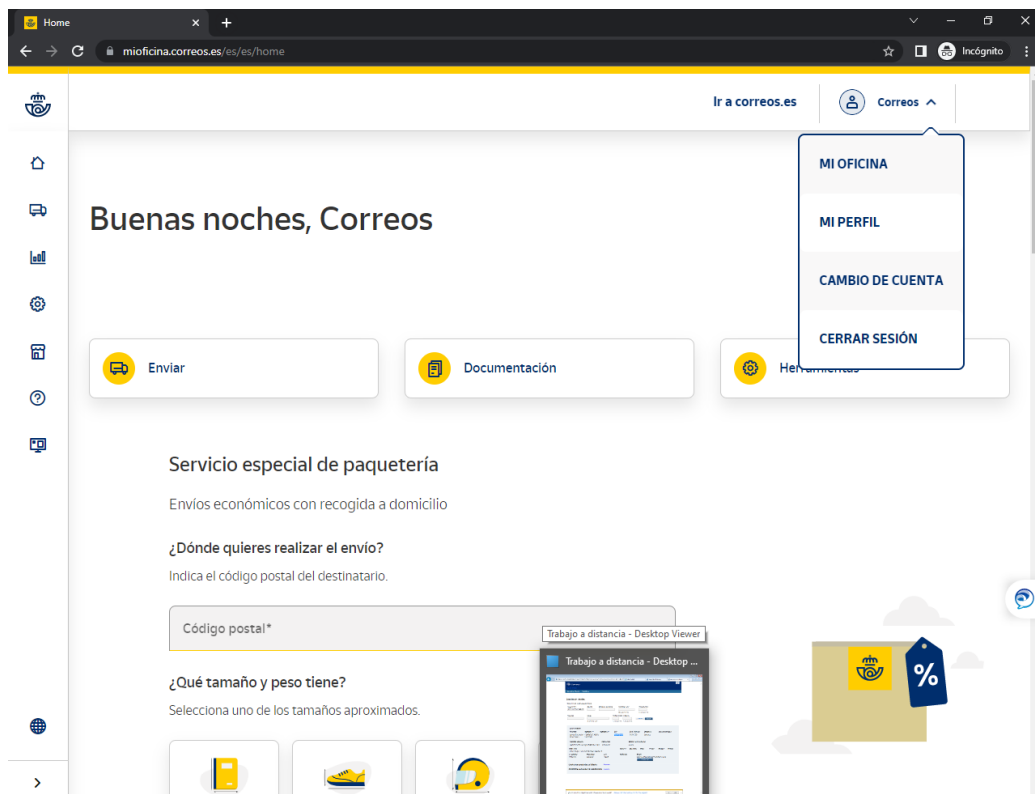 Home
mioficina.correos.es/es/es/home
Incógnito
Ir a correos.es
Correos
MI OFICINA
MI PERFIL
CAMBIO DE CUENTA
CERRAR SESIÓN
Buenas noches, Correos
Enviar
Documentación
Herramientas
Servicio especial de paquetería
Envíos económicos con recogida a domicilio
¿Dónde quieres realizar el envío?
Indica el código postal del destinatario.
Código postal*
Trabajo a distancia - Desktop Viewer
Trabajo a distancia - Desktop ...
¿Qué tamaño y peso tiene?
Selecciona uno de los tamaños aproximados.
%